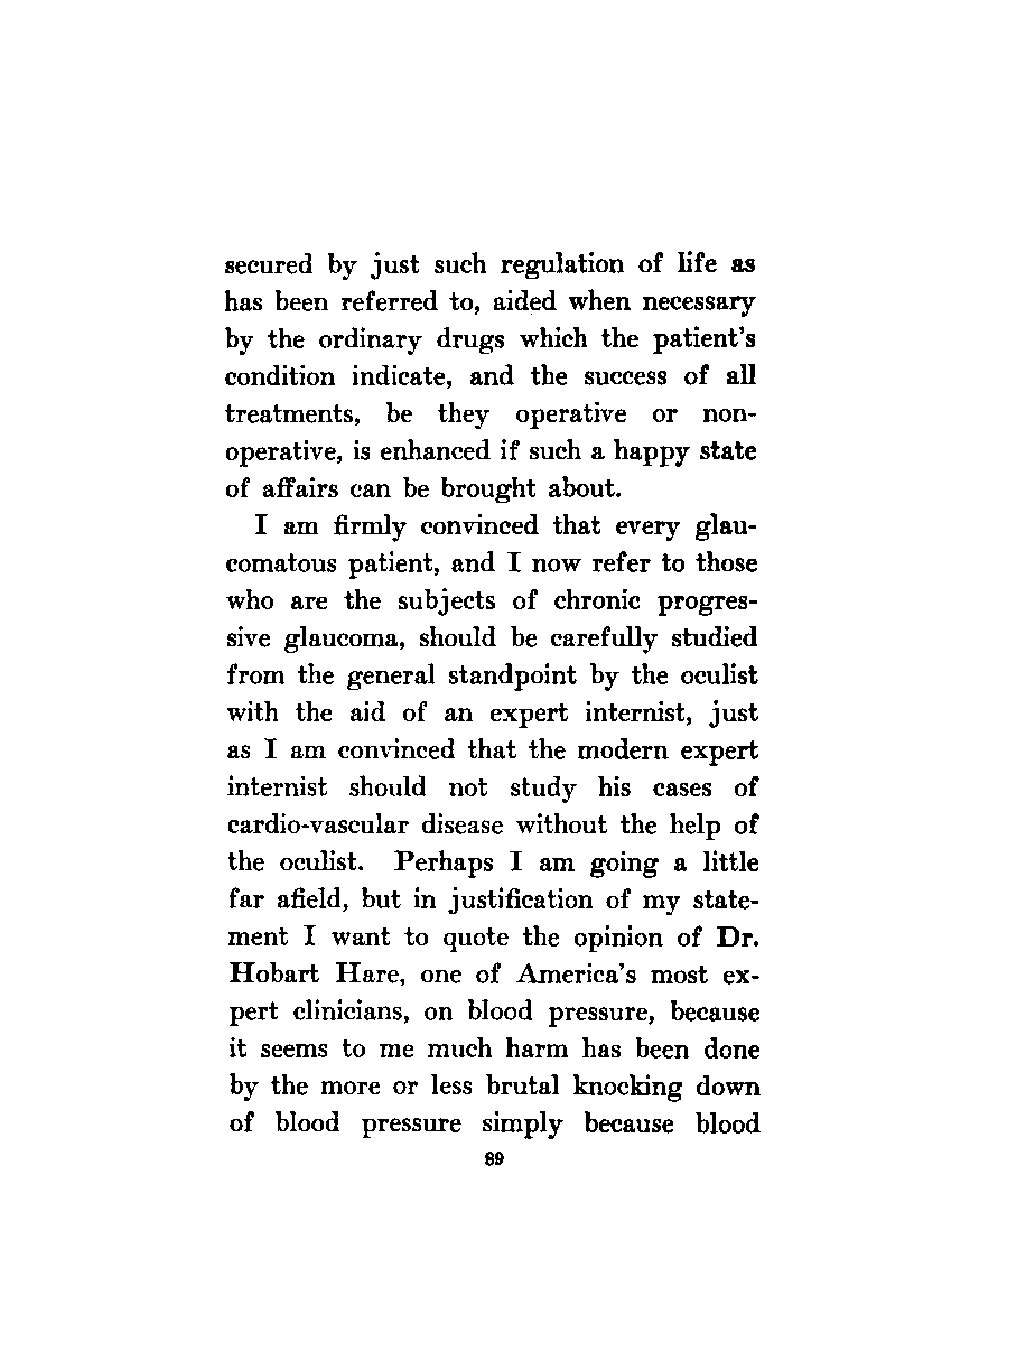 secured by just such regulation of life as
has been referred to, aided when necessary
by the ordinary drugs which the patient's
condition indicate, and the success of all
treatments, be they operative or non-
operative, is enhanced if such a happy state
of affairs can be brought about.
I am firmly convinced that every glau-
comatous patient, and I now refer to those
who are the subjects of chronic progres-
sive glaucoma, should be carefully studied
from the general standpoint by the oculist
with the aid of an expert internist, just
as I am convinced that the modern expert
internist should not study his cases of
cardio-vascular disease without the help of
the oculist. Perhaps I am going a little
far afield, but in justification of my state-
ment I want to quote the opinion of Dr.
Hobart Hare, one of America's most ex-
pert clinicians, on blood pressure, because
it seems to me much harm has been done
by the more or less brutal knocking down
of blood pressure simply because blood
89